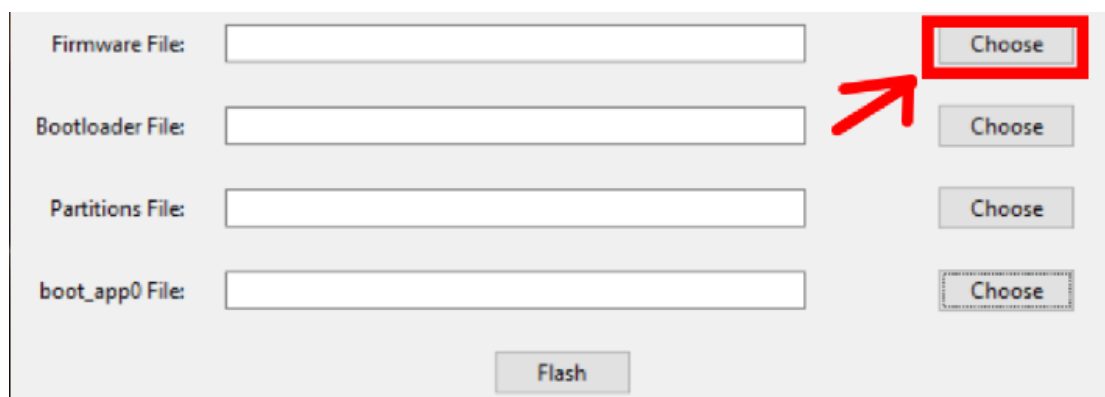 Firmware File: Choose
Bootloader File: Choose
Partitions File: Choose
boot_app0 File: Choose
Flash